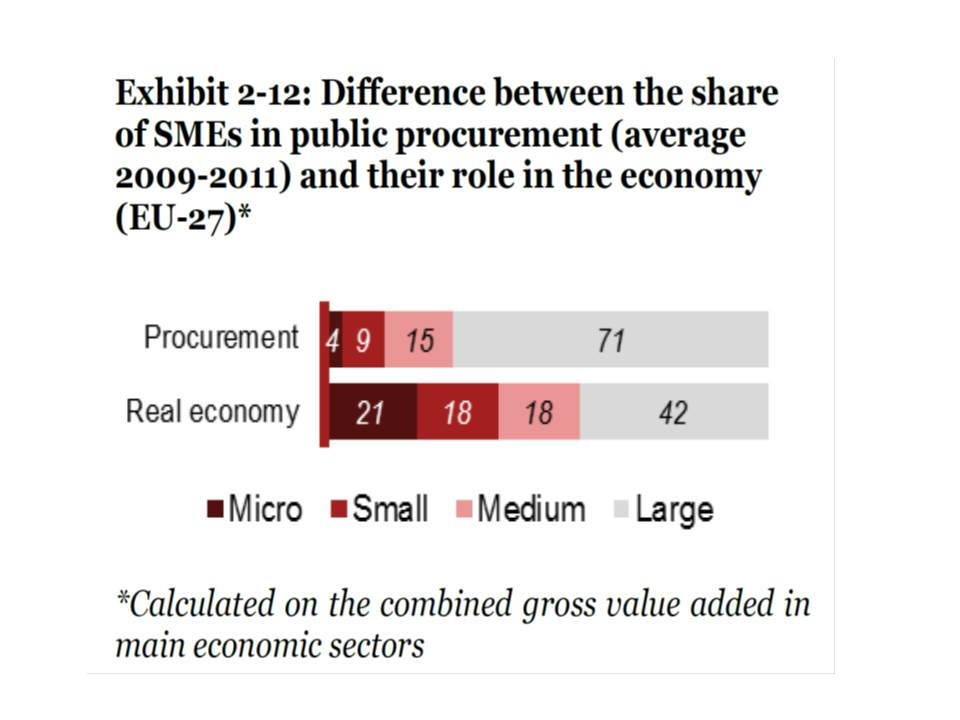 Exhibit 2-12: Difference between the share
of SMEs in public procurement (average
2009-2011) and their role in the economy
(EU-27)*
Procurement 4 9 15 71
Real economy 21 18 18 42
Micro Small Medium Large
*Calculated on the combined gross value added in
main economic sectors